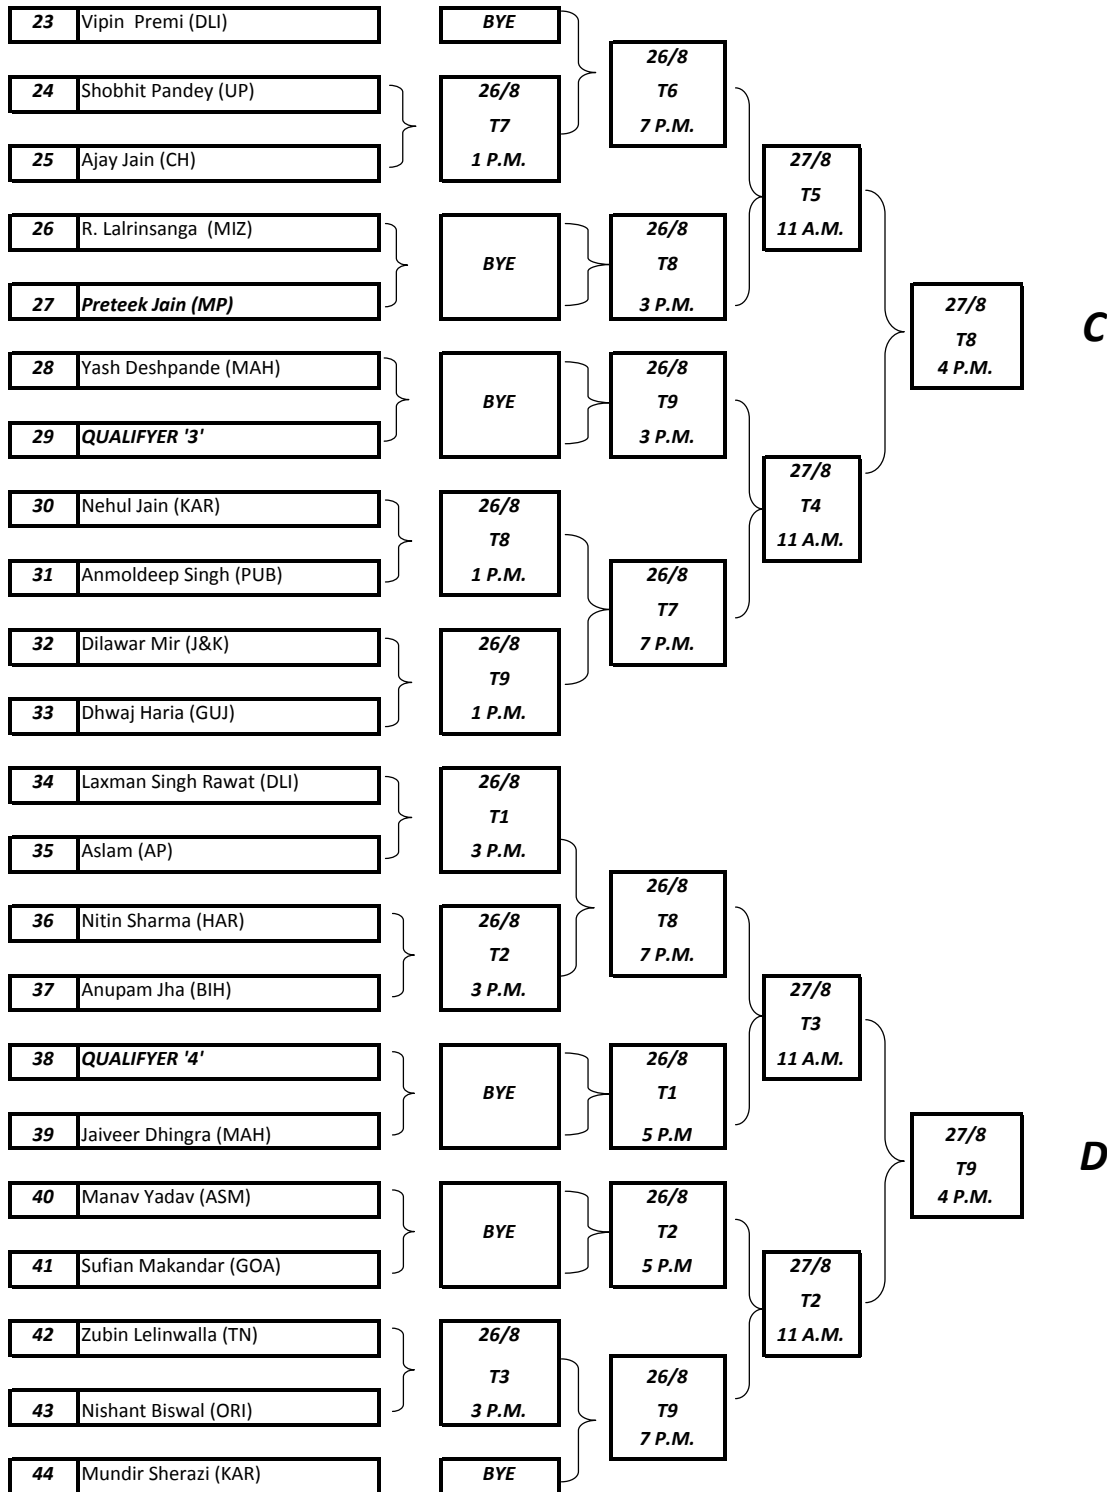 23 Vipin  Premi (DLI) BYE
26/8
24 Shobhit Pandey (UP) 26/8 T6
T7 7 P.M.
25 Ajay Jain (CH) 1 P.M. 27/8
T5
26 R. Lalrinsanga  (MIZ) 26/8 11 A.M.
BYE T8
27 Preteek Jain (MP) 3 P.M. 27/8
T8 C
28 Yash Deshpande (MAH) 26/8 4 P.M.
BYE T9
29 QUALIFYER '3' 3 P.M.
27/8
30 Nehul Jain (KAR) 26/8 T4
T8 11 A.M.
31 Anmoldeep Singh (PUB) 1 P.M. 26/8
T7
32 Dilawar Mir (J&K) 26/8 7 P.M.
T9
33 Dhwaj Haria (GUJ) 1 P.M.
34 Laxman Singh Rawat (DLI) 26/8
T1
35 Aslam (AP) 3 P.M.
26/8
36 Nitin Sharma (HAR) 26/8 T8
T2 7 P.M.
37 Anupam Jha (BIH) 3 P.M. 27/8
T3
38 QUALIFYER '4' 26/8 11 A.M.
BYE T1
39 Jaiveer Dhingra (MAH) 5 P.M 27/8
T9 D
40 Manav Yadav (ASM) 26/8 4 P.M.
BYE T2
41 Sufian Makandar (GOA) 5 P.M 27/8
T2
42 Zubin Lelinwalla (TN) 26/8 11 A.M.
T3 26/8
43 Nishant Biswal (ORI) 3 P.M. T9
7 P.M.
44 Mundir Sherazi (KAR) BYE